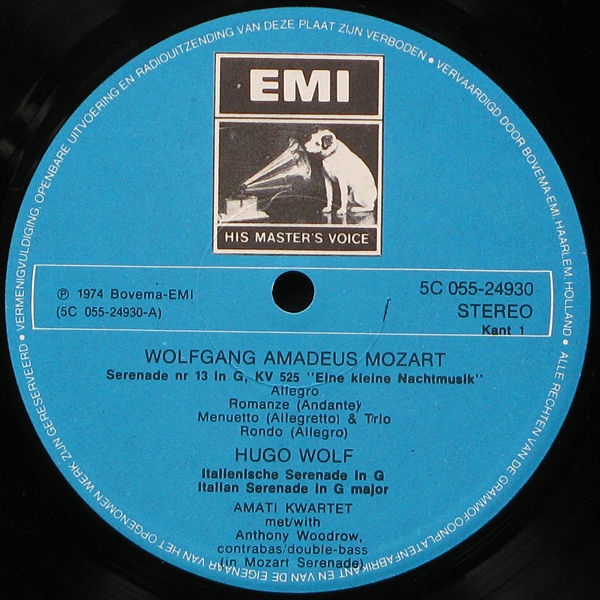 EMI
HIS MASTER'S VOICE
℗ 1974 Bovema-EMI
(5C 055-24930-A)
5C 055-24930
STEREO
Kant 1
WOLFGANG AMADEUS MOZART
Serenade nr 13 in G, KV 525 "Eine kleine Nachtmusik"
Allegro
Romanze (Andante)
Menuetto (Allegretto) & Trio
Rondo (Allegro)
HUGO WOLF
Italienische Serenade in G
Italian Serenade in G major
AMATI KWARTET
met/with
Anthony Woodrow,
contrabas/double-bass
(in Mozart Serenade)
ALLE RECHTEN VAN DE GRAMMOFOONPLATENFABRIKANT EN VAN DE EIGENAAR VAN HET OPGENOMEN WERK ZIJN GERESERVEERD • VERMENIGVULDIGING OPENBARE UITVOERING EN RADIOUITZENDING VAN DEZE PLAAT ZIJN VERBODEN • VERVAARDIGD DOOR BOVEMA-EMI, HAARLEM, HOLLAND •